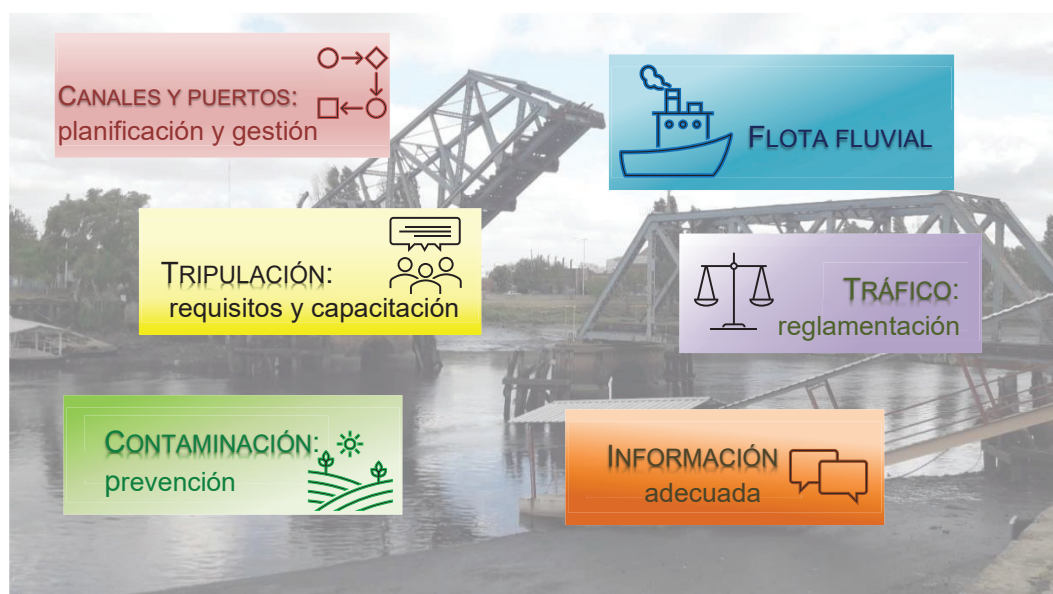 CANALES Y PUERTOS:
planificación y gestión
FLOTA FLUVIAL
TRIPULACIÓN:
requisitos y capacitación
TRÁFICO:
reglamentación
CONTAMINACIÓN:
prevención
INFORMACIÓN
adecuada